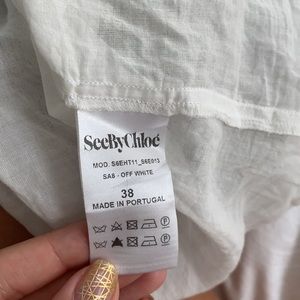 SeeByChloé
MOD. S6EHT11_S6E013
SA8 - OFF WHITE
38
MADE IN PORTUGAL